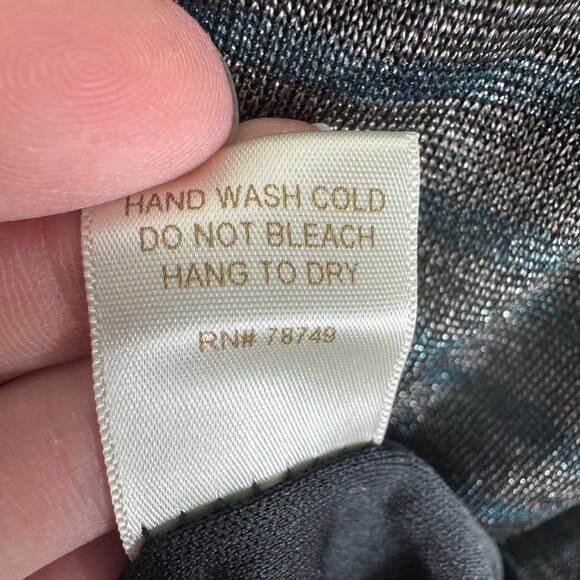 HAND WASH COLD
DO NOT BLEACH
HANG TO DRY
RN# 78749